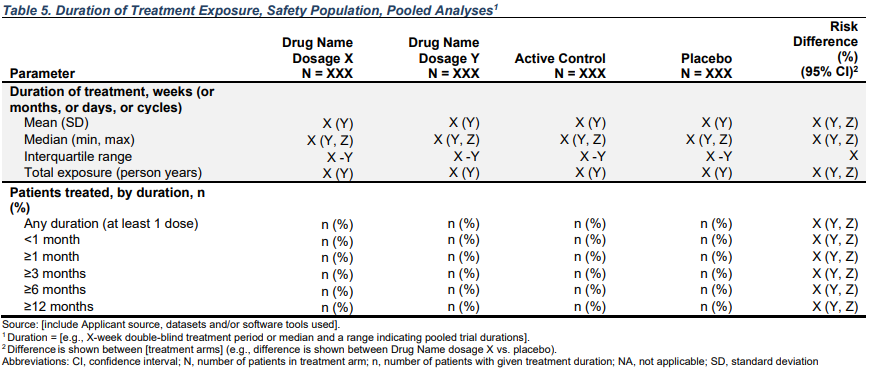 Table 5. Duration of Treatment Exposure, Safety Population, Pooled Analyses1
Parameter Drug Name Dosage X N = XXX Drug Name Dosage Y N = XXX Active Control N = XXX Placebo N = XXX Risk Difference (%) (95% CI)2
Duration of treatment, weeks (or
months, or days, or cycles)
Mean (SD) X (Y) X (Y) X (Y) X (Y) X (Y, Z)
Median (min, max) X (Y, Z) X (Y, Z) X (Y, Z) X (Y, Z) X (Y, Z)
Interquartile range X -Y X -Y X -Y X -Y X
Total exposure (person years) X (Y) X (Y) X (Y) X (Y) X (Y, Z)
Patients treated, by duration, n
(%)
Any duration (at least 1 dose) n (%) n (%) n (%) n (%) X (Y, Z)
<1 month n (%) n (%) n (%) n (%) X (Y, Z)
≥1 month n (%) n (%) n (%) n (%) X (Y, Z)
≥3 months n (%) n (%) n (%) n (%) X (Y, Z)
≥6 months n (%) n (%) n (%) n (%) X (Y, Z)
≥12 months n (%) n (%) n (%) n (%) X (Y, Z)
Source: [include Applicant source, datasets and/or software tools used].
1 Duration = [e.g., X-week double-blind treatment period or median and a range indicating pooled trial durations].
2 Difference is shown between [treatment arms] (e.g., difference is shown between Drug Name dosage X vs. placebo).
Abbreviations: CI, confidence interval; N, number of patients in treatment arm; n, number of patients with given treatment duration; NA, not applicable; SD, standard deviation